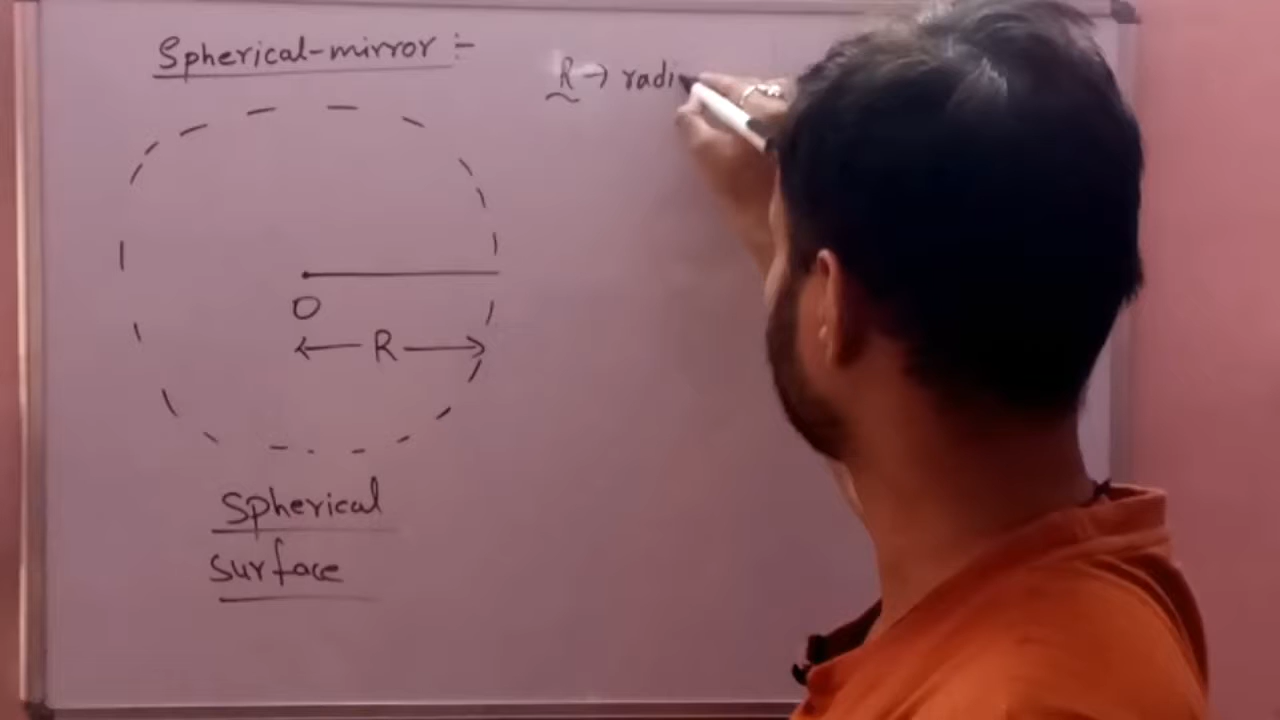 Spherical-mirror :-
R → radi
O
← R →
Spherical
surface